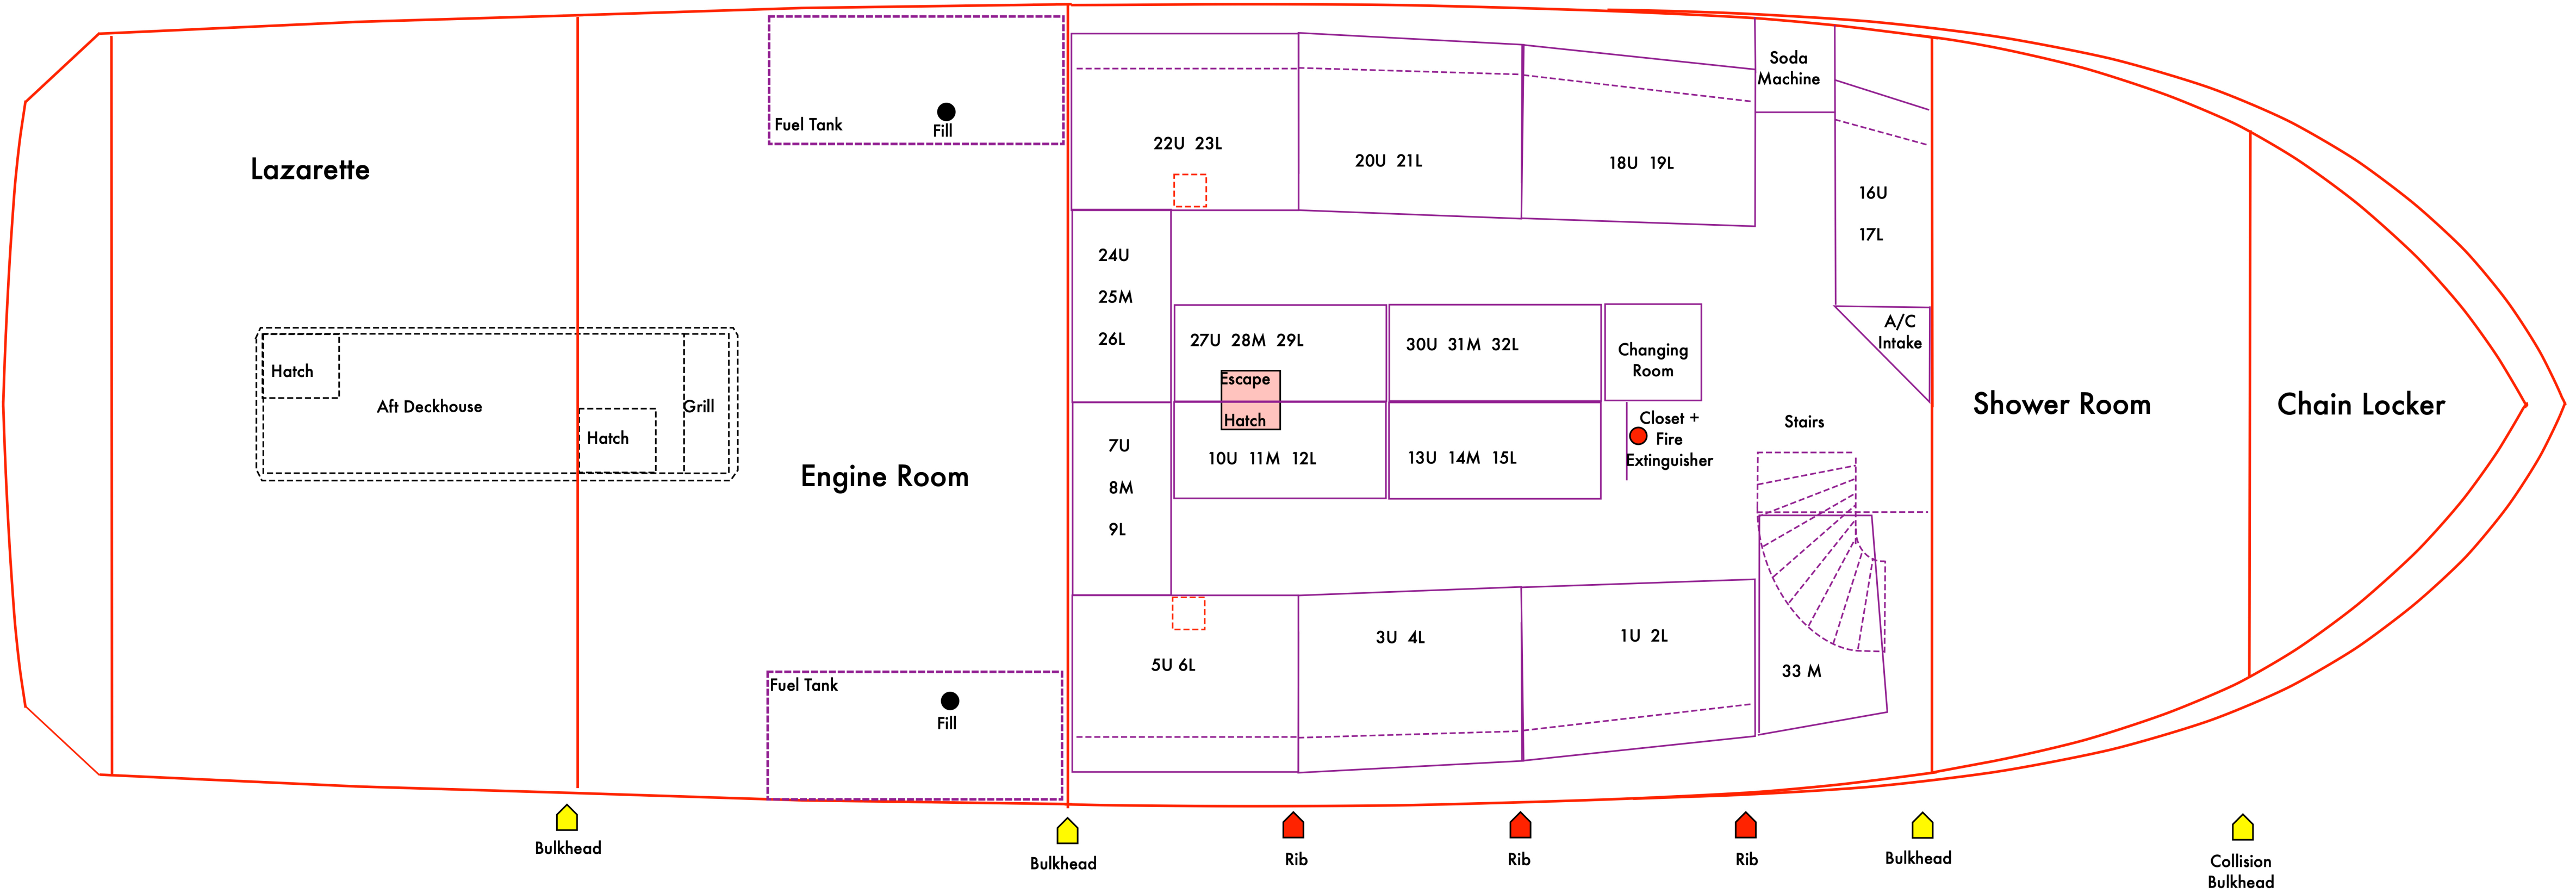 Soda
Machine
Fuel Tank
Fill
22U 23L
20U 21L
18U 19L
Lazarette
16U
17L
24U
25M
26L
27U 28M 29L
30U 31M 32L
Changing
Room
A/C
Intake
Hatch
Aft Deckhouse
Grill
Hatch
Escape
Hatch
Closet +
Fire
Extinguisher
Stairs
Shower Room
Chain Locker
Engine Room
7U
8M
9L
10U 11M 12L
13U 14M 15L
5U 6L
3U 4L
1U 2L
33 M
Fuel Tank
Fill
Bulkhead
Bulkhead
Rib
Rib
Rib
Bulkhead
Collision
Bulkhead